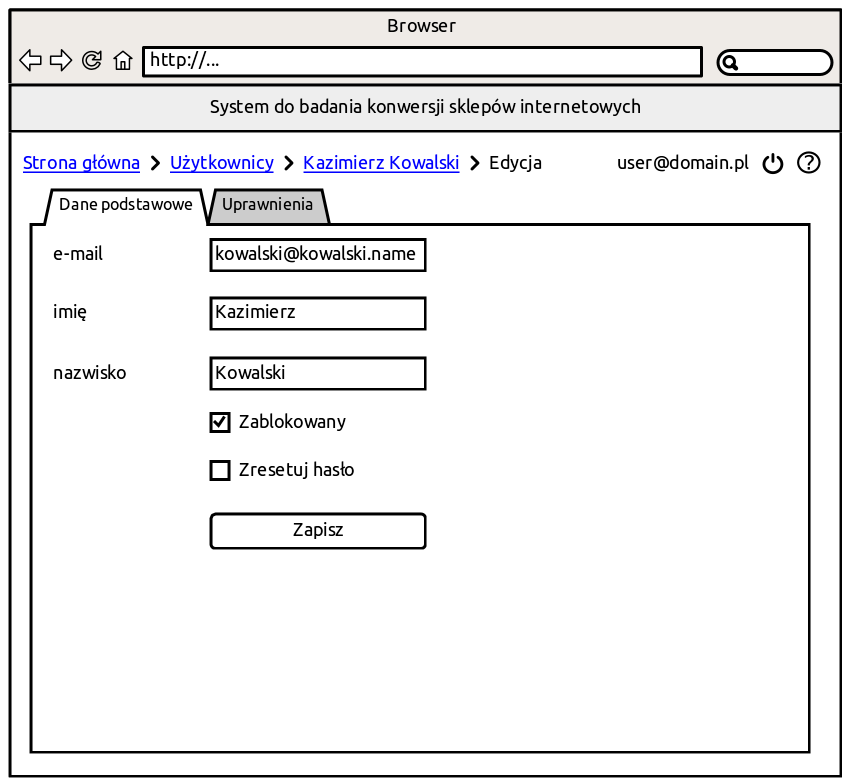 Browser
http://...
System do badania konwersji sklepów internetowych
Strona główna Użytkownicy Kazimierz Kowalski Edycja user@domain.pl ?
Dane podstawowe Uprawnienia
e-mail kowalski@kowalski.name
imię Kazimierz
nazwisko Kowalski
Zablokowany
Zresetuj hasło
Zapisz